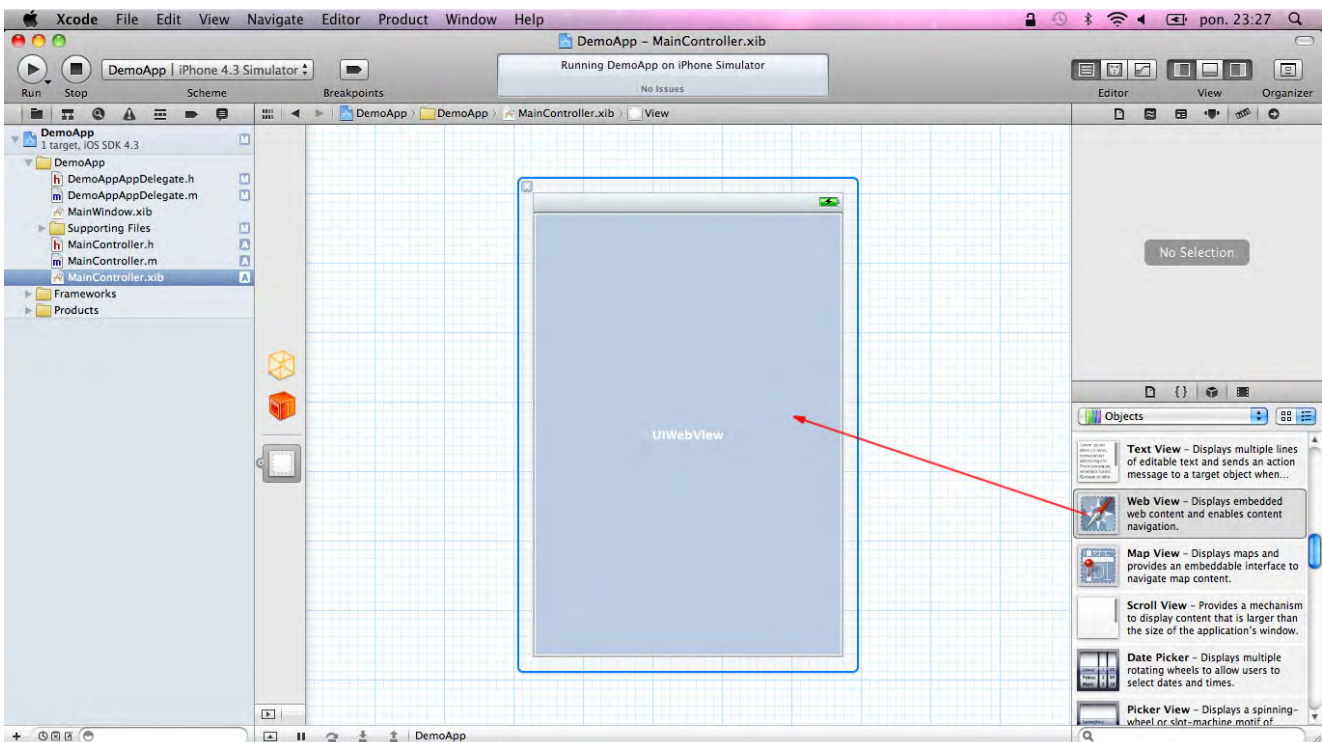 Xcode File Edit View Navigate Editor Product Window Help pon. 23:27
DemoApp – MainController.xib
DemoApp | iPhone 4.3 Simulator
Running DemoApp on iPhone Simulator
No Issues
Run Stop Scheme Breakpoints Editor View Organizer
DemoApp DemoApp MainController.xib View
DemoApp M
1 target, iOS SDK 4.3
DemoApp
h DemoAppAppDelegate.h M
m DemoAppAppDelegate.m M
MainWindow.xib
Supporting Files M
h MainController.h A
m MainController.m A
MainController.xib A
Frameworks
Products
UIWebView
No Selection
{}
Objects
Text View – Displays multiple lines
of editable text and sends an action
message to a target object when...
Web View – Displays embedded
web content and enables content
navigation.
Map View – Displays maps and
provides an embeddable interface to
navigate map content.
Scroll View – Provides a mechanism
to display content that is larger than
the size of the application's window.
Date Picker – Displays multiple
rotating wheels to allow users to
select dates and times.
Picker View – Displays a spinning-
wheel or slot-machine motif of
DemoApp